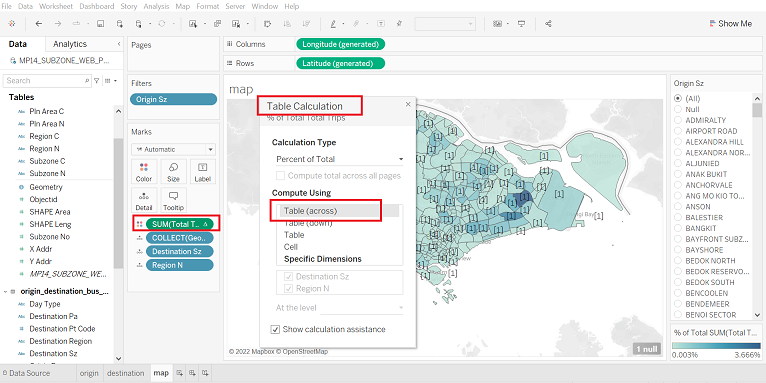 File Data Worksheet Dashboard Story Analysis Map Format Server Window Help
Show Me
Data Analytics
MP14_SUBZONE_WEB_P...
Search
Tables
Pln Area C
Pln Area N
Region C
Region N
Subzone C
Subzone N
Geometry
Objectid
SHAPE Area
SHAPE Leng
Subzone No
X Addr
Y Addr
MP14_SUBZONE_WE...
origin_destination_bus_...
Day Type
Destination Pa
Destination Pt Code
Destination Region
Destination Sz
Pages
Filters
Origin Sz
Marks
Automatic
Color Size Label
Detail Tooltip
SUM(Total T.. Δ
COLLECT(Geo..
Destination Sz
Region N
Columns Longitude (generated)
Rows Latitude (generated)
map
Table Calculation
% of Total Total Trips
Calculation Type
Percent of Total
Compute total across all pages
Compute Using
Table (across)
Table (down)
Table
Cell
Specific Dimensions
Destination Sz
Region N
At the level
Show calculation assistance
© 2022 Mapbox © OpenStreetMap
1 null
Origin Sz
(All)
Null
ADMIRALTY
AIRPORT ROAD
ALEXANDRA HILL
ALEXANDRA NOR...
ALJUNIED
ANAK BUKIT
ANCHORVALE
ANG MO KIO TO...
ANSON
BALESTIER
BANGKIT
BAYFRONT SUBZ...
BAYSHORE
BEDOK NORTH
BEDOK RESERVO...
BEDOK SOUTH
BENCOOLEN
BENDEMEER
BENOI SECTOR
% of Total SUM(Total T...
0.003% 3.666%
Data Source origin destination map